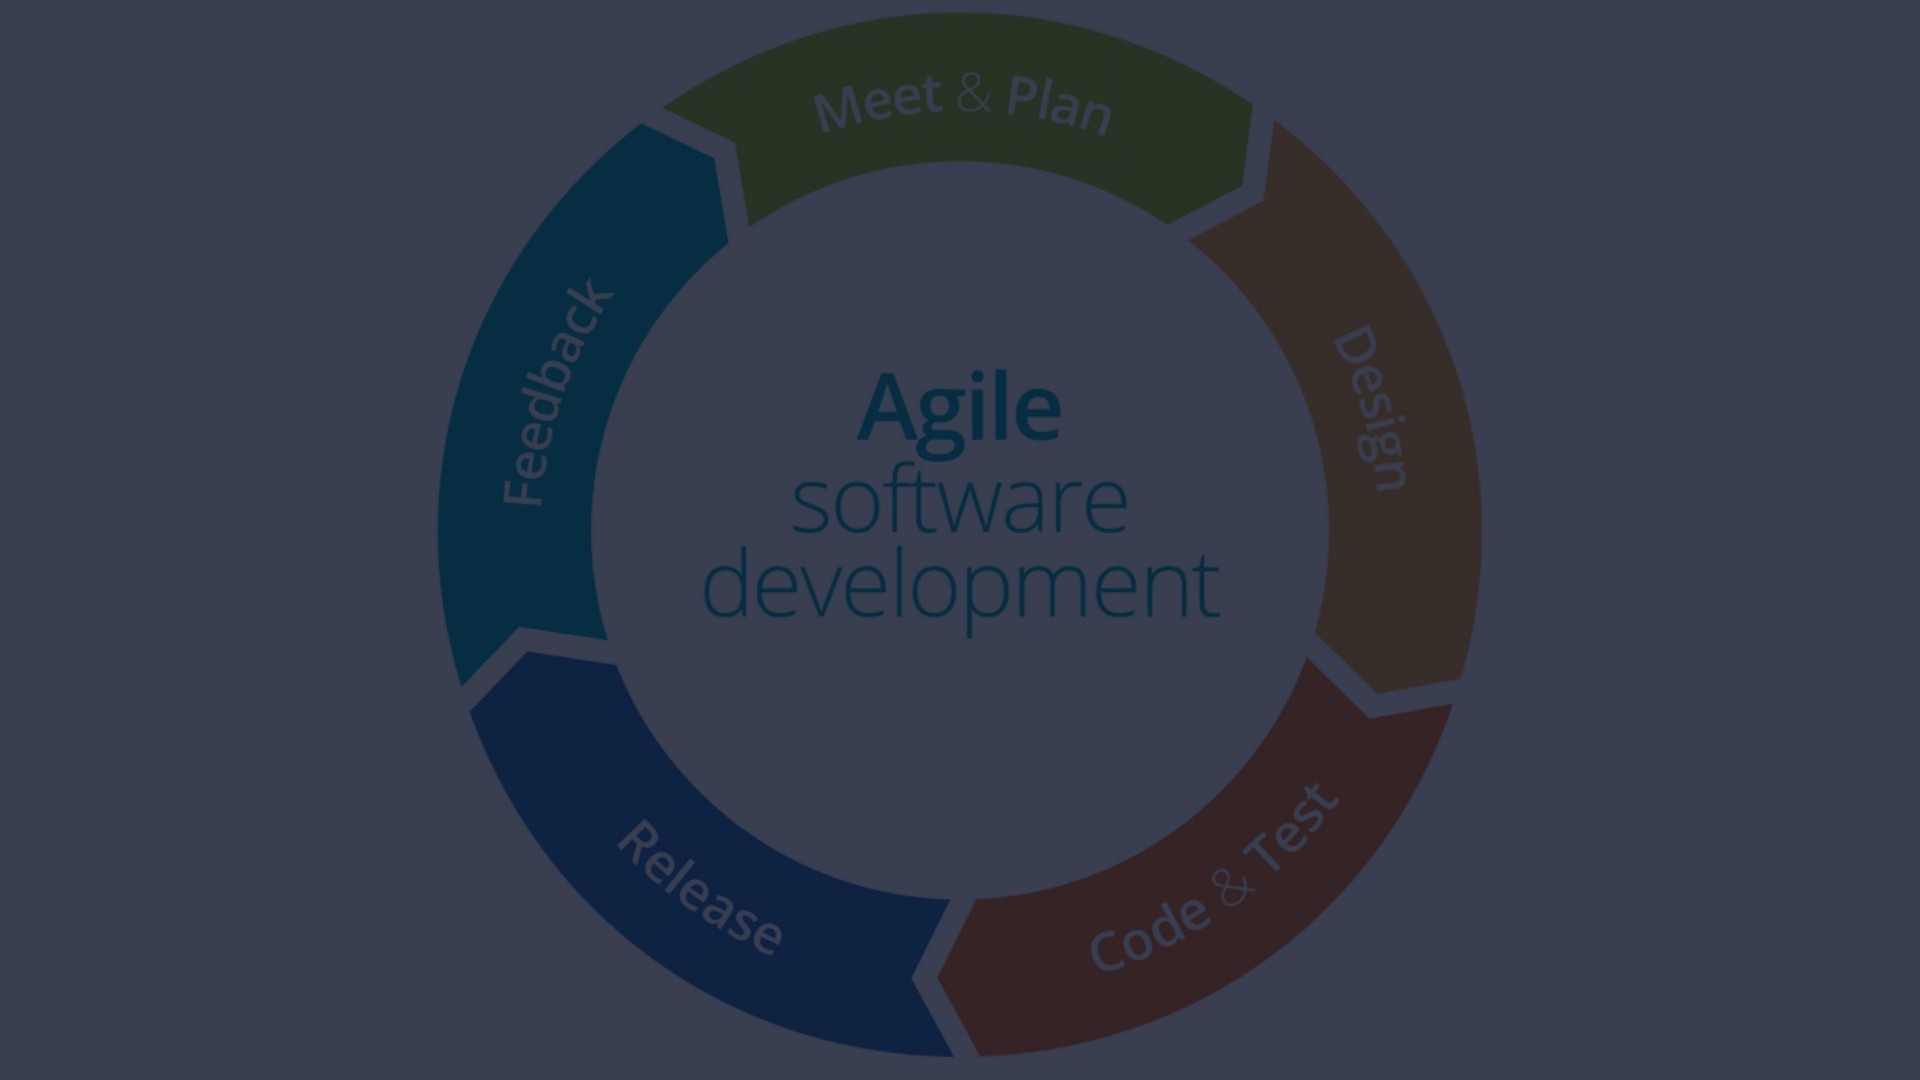 Meet & Plan
Design
Code & Test
Release
Feedback
Agile
software
development